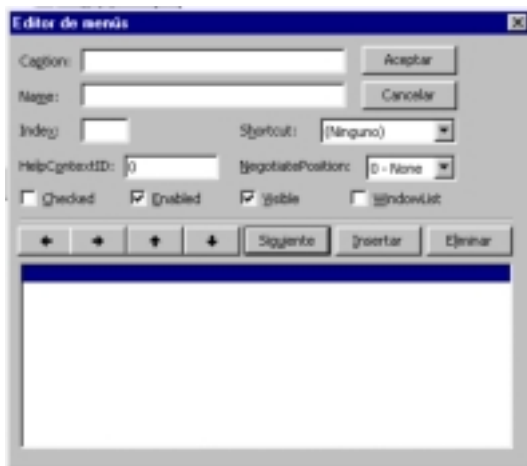 Editor de menús
Caption: Aceptar
Name: Cancelar
Index: Shortcut: (Ninguno)
HelpContextID: 0 NegotiatePosition: 0 - None
Checked Enabled Visible WindowList
Siguiente Insertar Eliminar